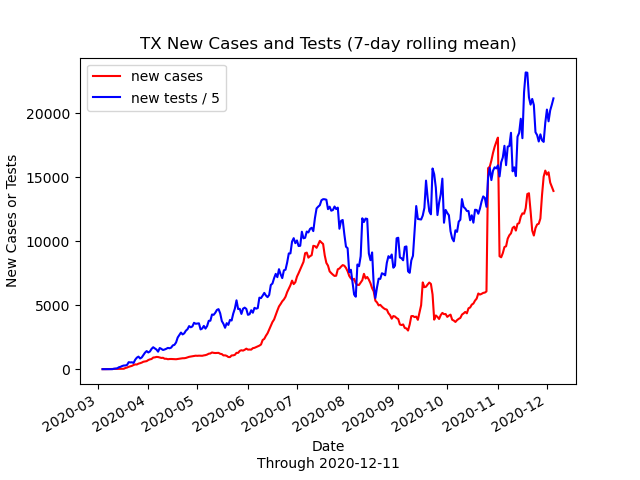 TX New Cases and Tests (7-day rolling mean)
new cases
new tests / 5
New Cases or Tests
20000
15000
10000
5000
0
2020-03
2020-04
2020-05
2020-06
2020-07
2020-08
2020-09
2020-10
2020-11
2020-12
Date
Through 2020-12-11